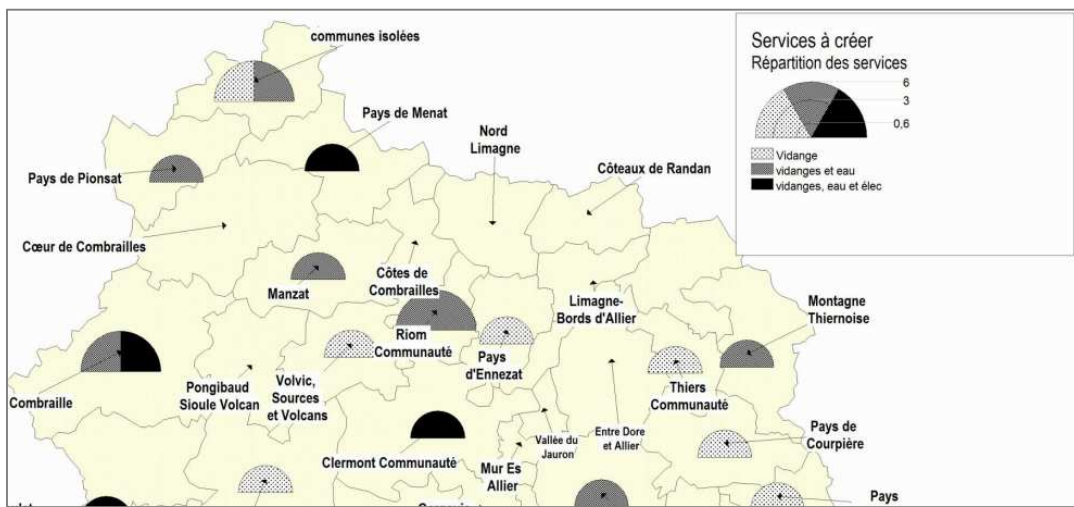 communes isolées
Services à créer
Répartition des services
6
3
0,6
Vidange
vidanges et eau
vidanges, eau et élec
Pays de Menat
Nord
Limagne
Pays de Pionsat
Côteaux de Randan
Cœur de Combrailles
Manzat
Côtes de
Combrailles
Limagne-
Bords d'Allier
Montagne
Thiernoise
Riom
Communauté
Pays
d'Ennezat
Combraille
Pongibaud
Sioule Volcan
Volvic,
Sources
et Volcans
Thiers
Communauté
Clermont Communauté
Vallée du
Jauron
Entre Dore
et Allier
Pays de
Courpière
Mur Es
Allier
Pays